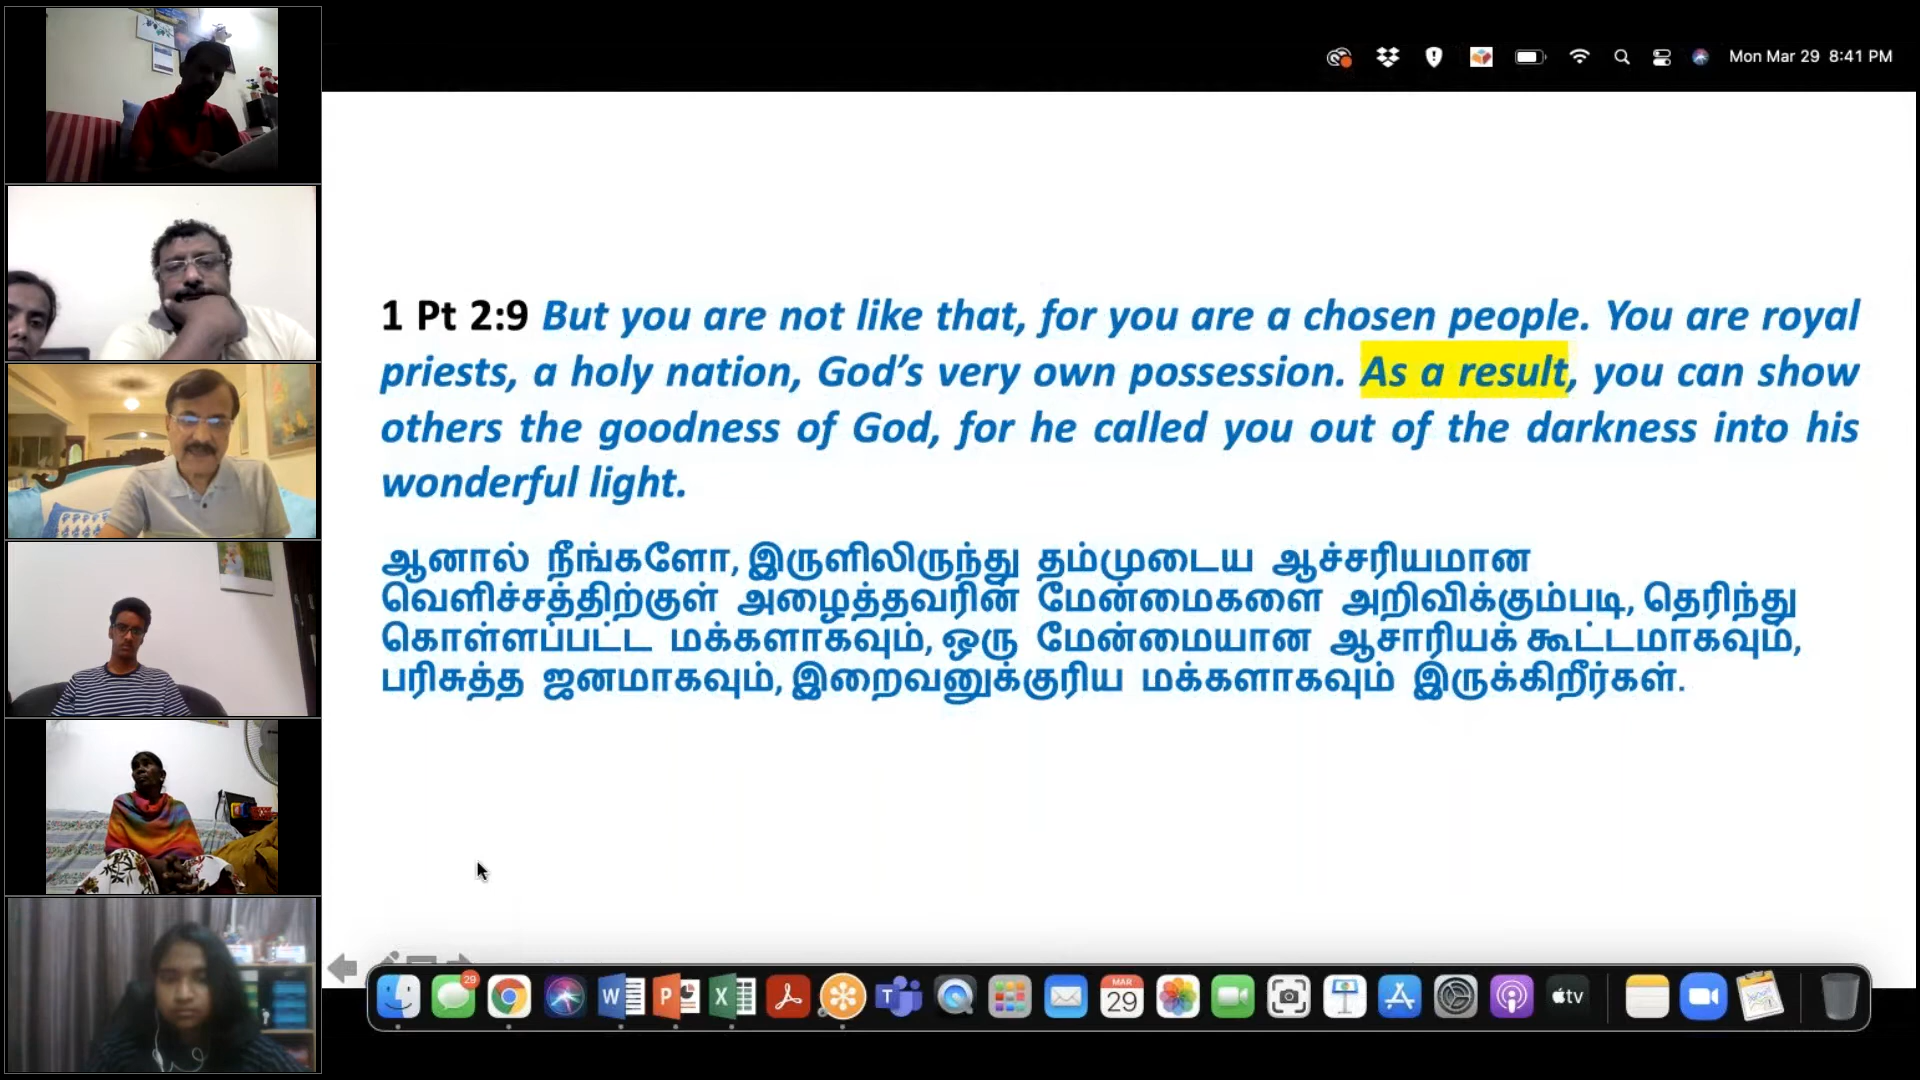 Mon Mar 29 8:41 PM
1 Pt 2:9 But you are not like that, for you are a chosen people. You are royal
priests, a holy nation, God’s very own possession. As a result, you can show
others the goodness of God, for he called you out of the darkness into his
wonderful light.
ஆனால் நீங்களோ, இருளிலிருந்து தம்முடைய ஆச்சரியமான
வெளிச்சத்திற்குள் அழைத்தவரின் மேன்மைகளை அறிவிக்கும்படி, தெரிந்து
கொள்ளப்பட்ட மக்களாகவும், ஒரு மேன்மையான ஆசாரியக் கூட்டமாகவும்,
பரிசுத்த ஜனமாகவும், இறைவனுக்குரிய மக்களாகவும் இருக்கிறீர்கள்.
29
W
P
X
T
MAR
29
tv